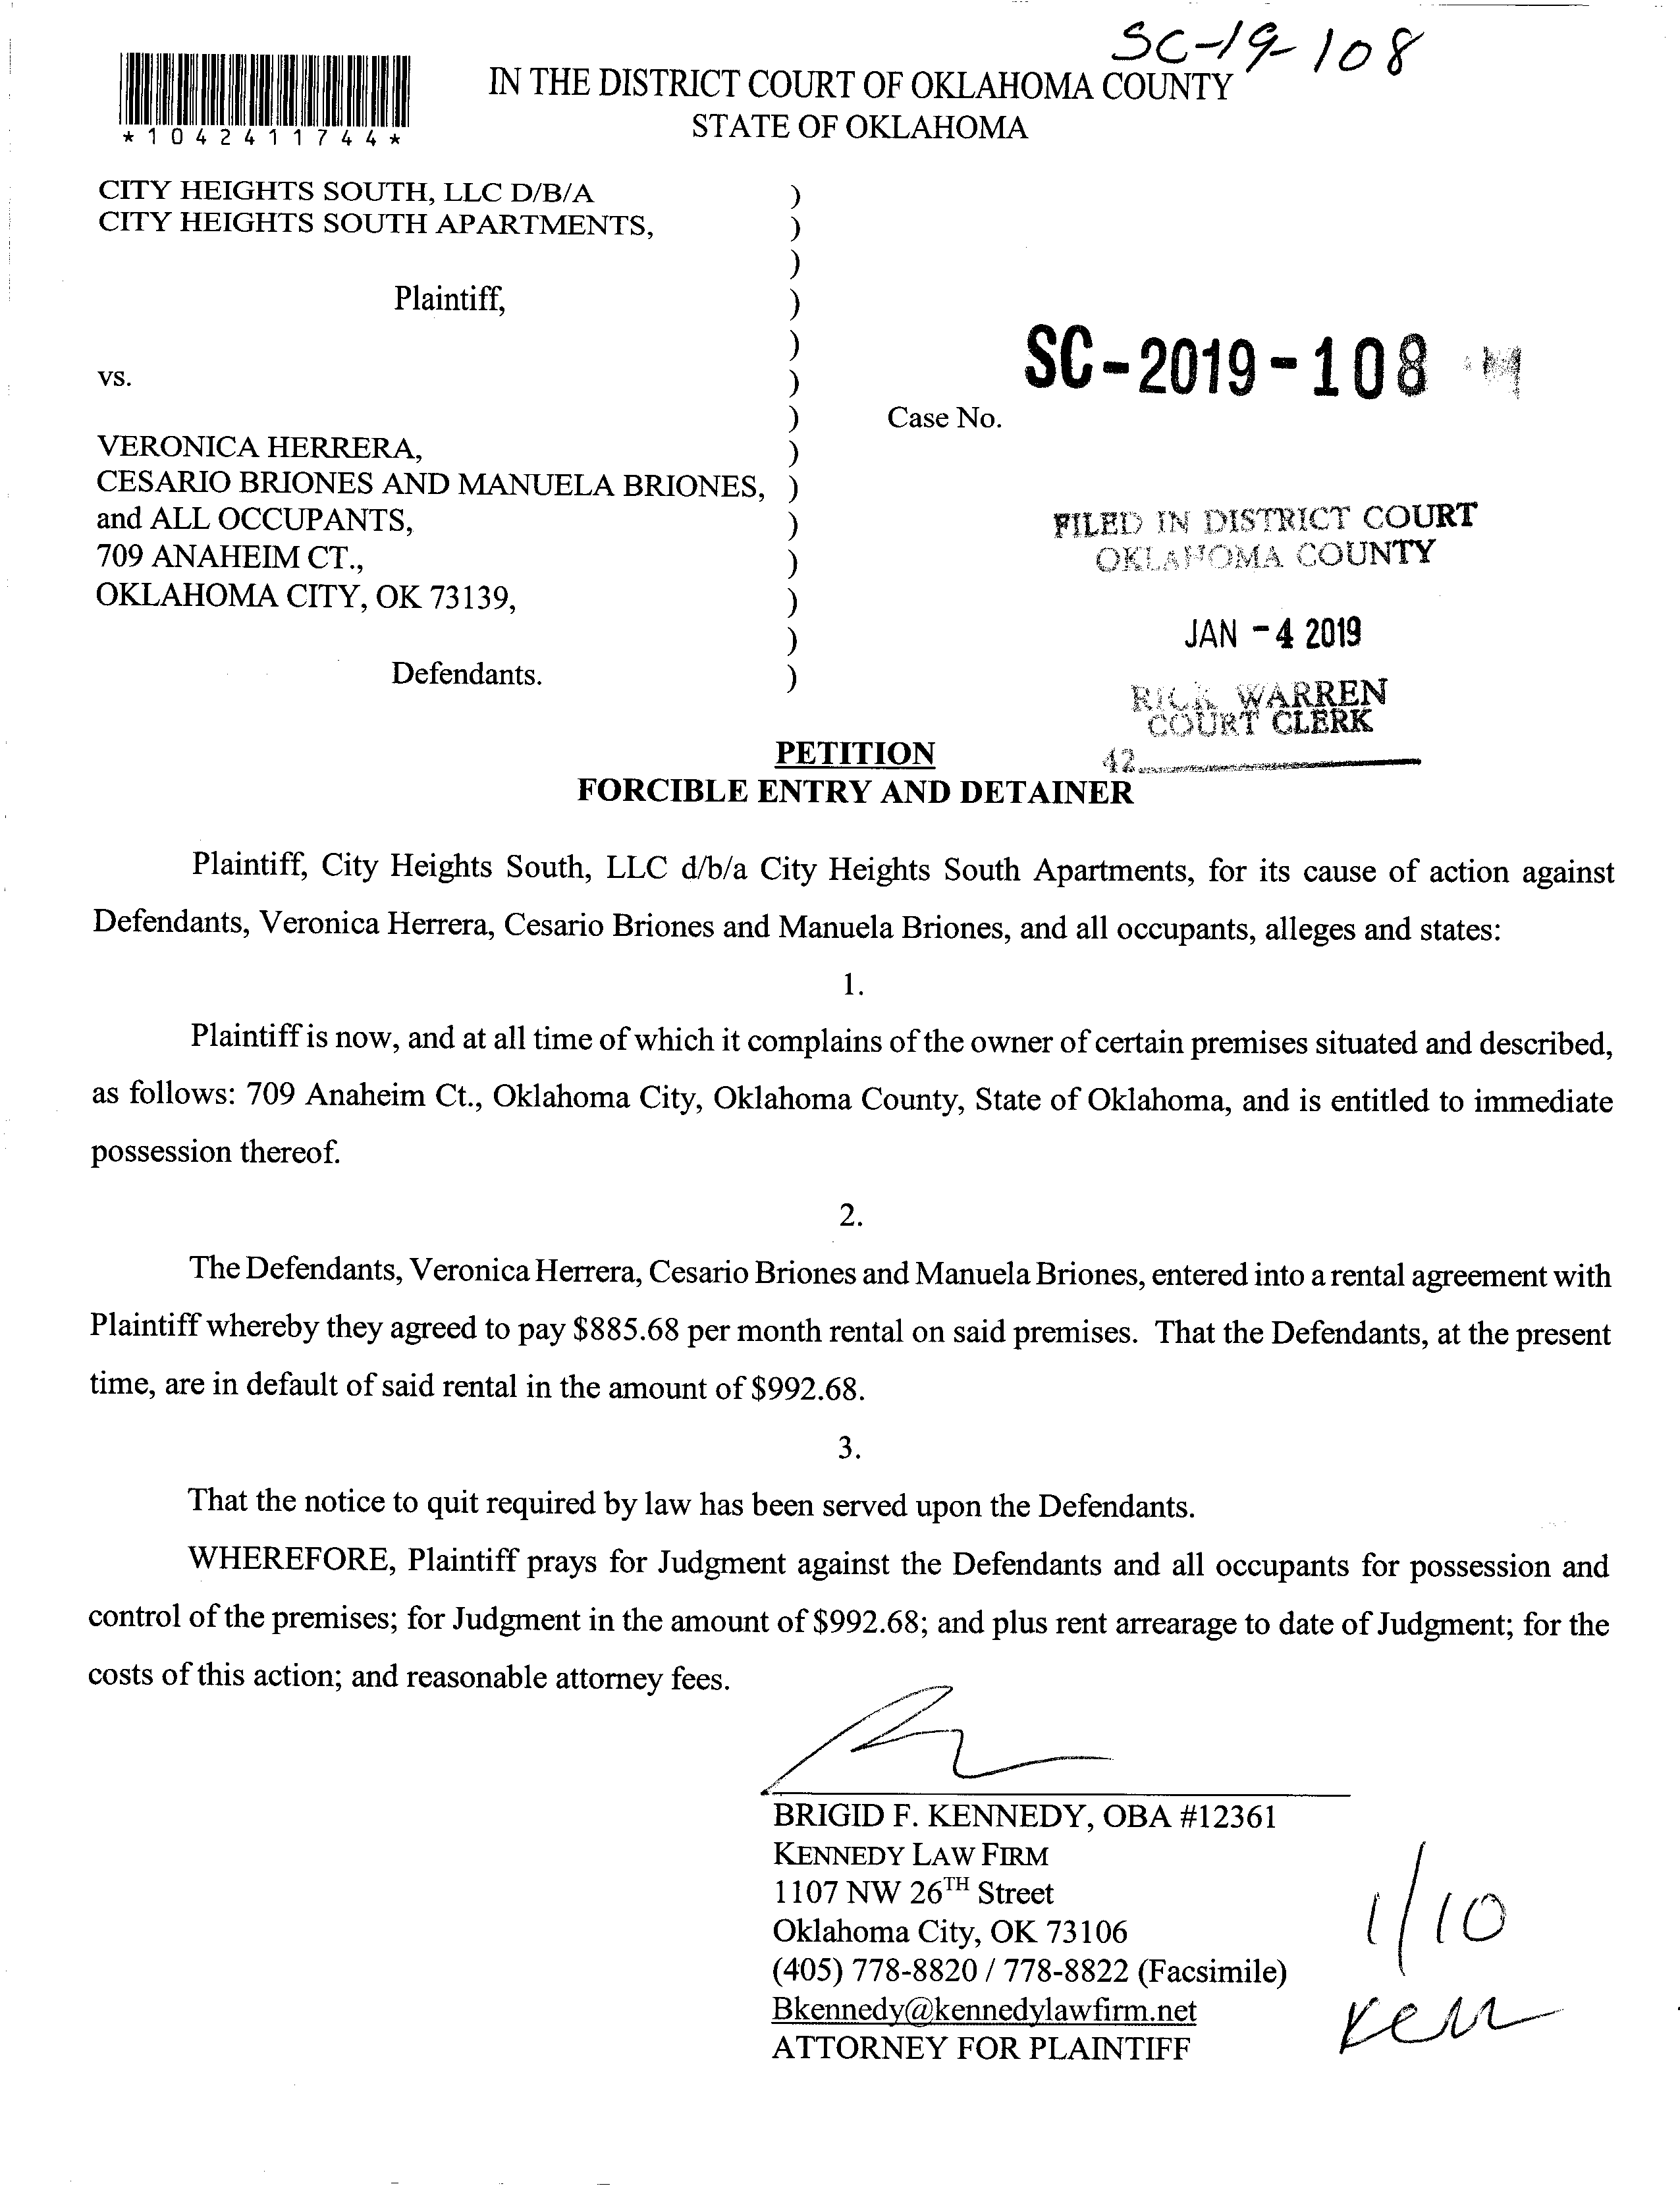 SC-19-108
*1042411744*
IN THE DISTRICT COURT OF OKLAHOMA COUNTY
STATE OF OKLAHOMA
CITY HEIGHTS SOUTH, LLC D/B/A )
CITY HEIGHTS SOUTH APARTMENTS, )
)
Plaintiff, )
)
vs. )
SC-2019-108
) Case No.
VERONICA HERRERA, )
CESARIO BRIONES AND MANUELA BRIONES, )
and ALL OCCUPANTS, )
709 ANAHEIM CT., )
OKLAHOMA CITY, OK 73139, )
)
Defendants. )
FILED IN DISTRICT COURT
OKLAHOMA COUNTY
JAN -4 2019
RICK WARREN
COURT CLERK
42
PETITION
FORCIBLE ENTRY AND DETAINER
Plaintiff, City Heights South, LLC d/b/a City Heights South Apartments, for its cause of action against
Defendants, Veronica Herrera, Cesario Briones and Manuela Briones, and all occupants, alleges and states:
1.
Plaintiff is now, and at all time of which it complains of the owner of certain premises situated and described,
as follows: 709 Anaheim Ct., Oklahoma City, Oklahoma County, State of Oklahoma, and is entitled to immediate
possession thereof.
2.
The Defendants, Veronica Herrera, Cesario Briones and Manuela Briones, entered into a rental agreement with
Plaintiff whereby they agreed to pay $885.68 per month rental on said premises. That the Defendants, at the present
time, are in default of said rental in the amount of $992.68.
3.
That the notice to quit required by law has been served upon the Defendants.
WHEREFORE, Plaintiff prays for Judgment against the Defendants and all occupants for possession and
control of the premises; for Judgment in the amount of $992.68; and plus rent arrearage to date of Judgment; for the
costs of this action; and reasonable attorney fees.
BRIGID F. KENNEDY, OBA #12361
KENNEDY LAW FIRM
1107 NW 26TH Street
Oklahoma City, OK 73106
(405) 778-8820 / 778-8822 (Facsimile)
Bkennedy@kennedylawfirm.net
ATTORNEY FOR PLAINTIFF
1/10